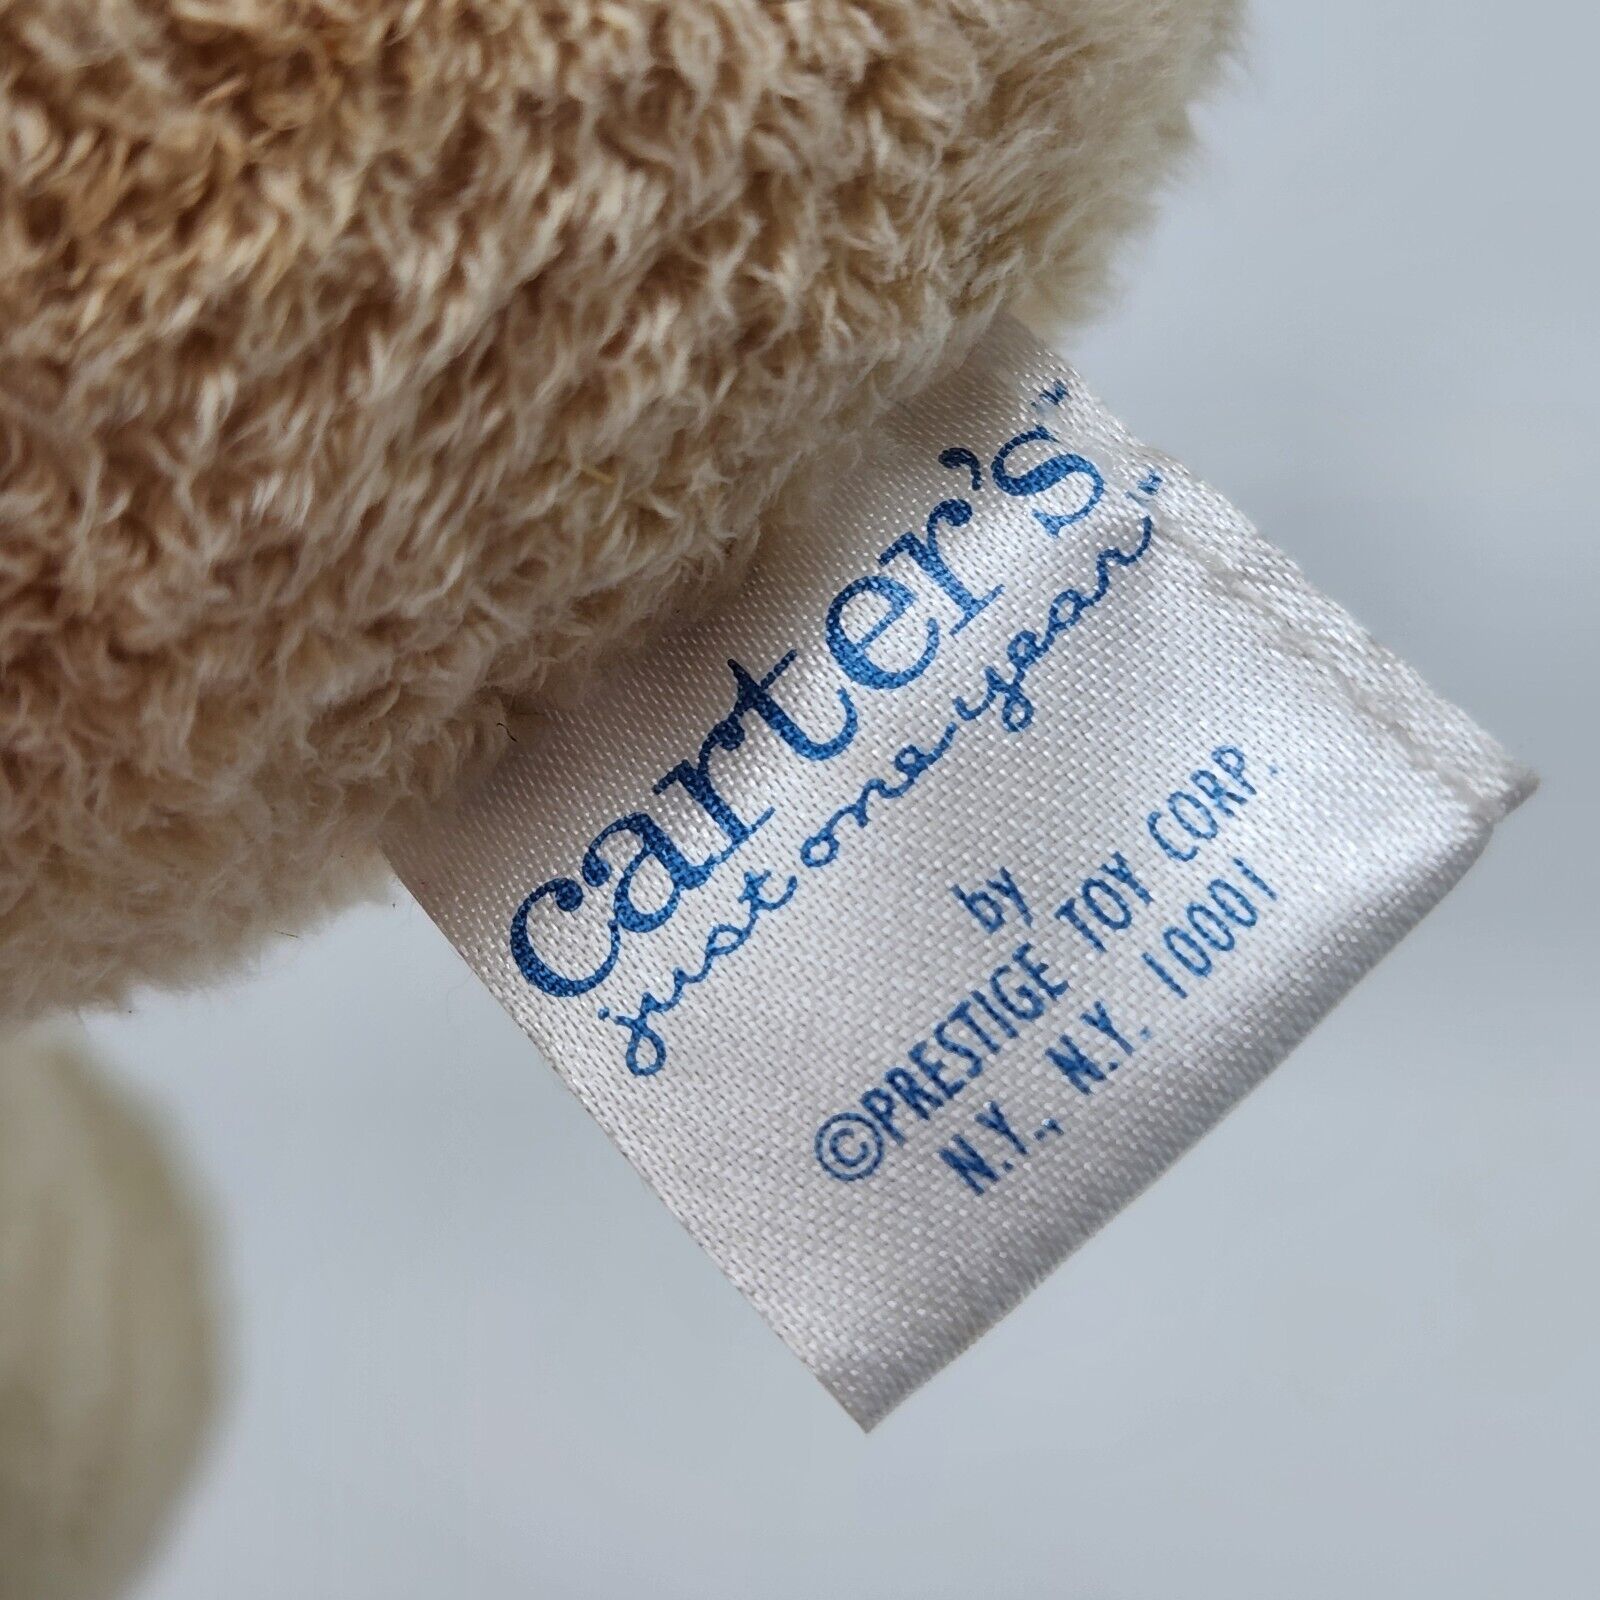 carter's™
just one year™
by
©PRESTIGE TOY CORP.
N.Y., N.Y. 10001